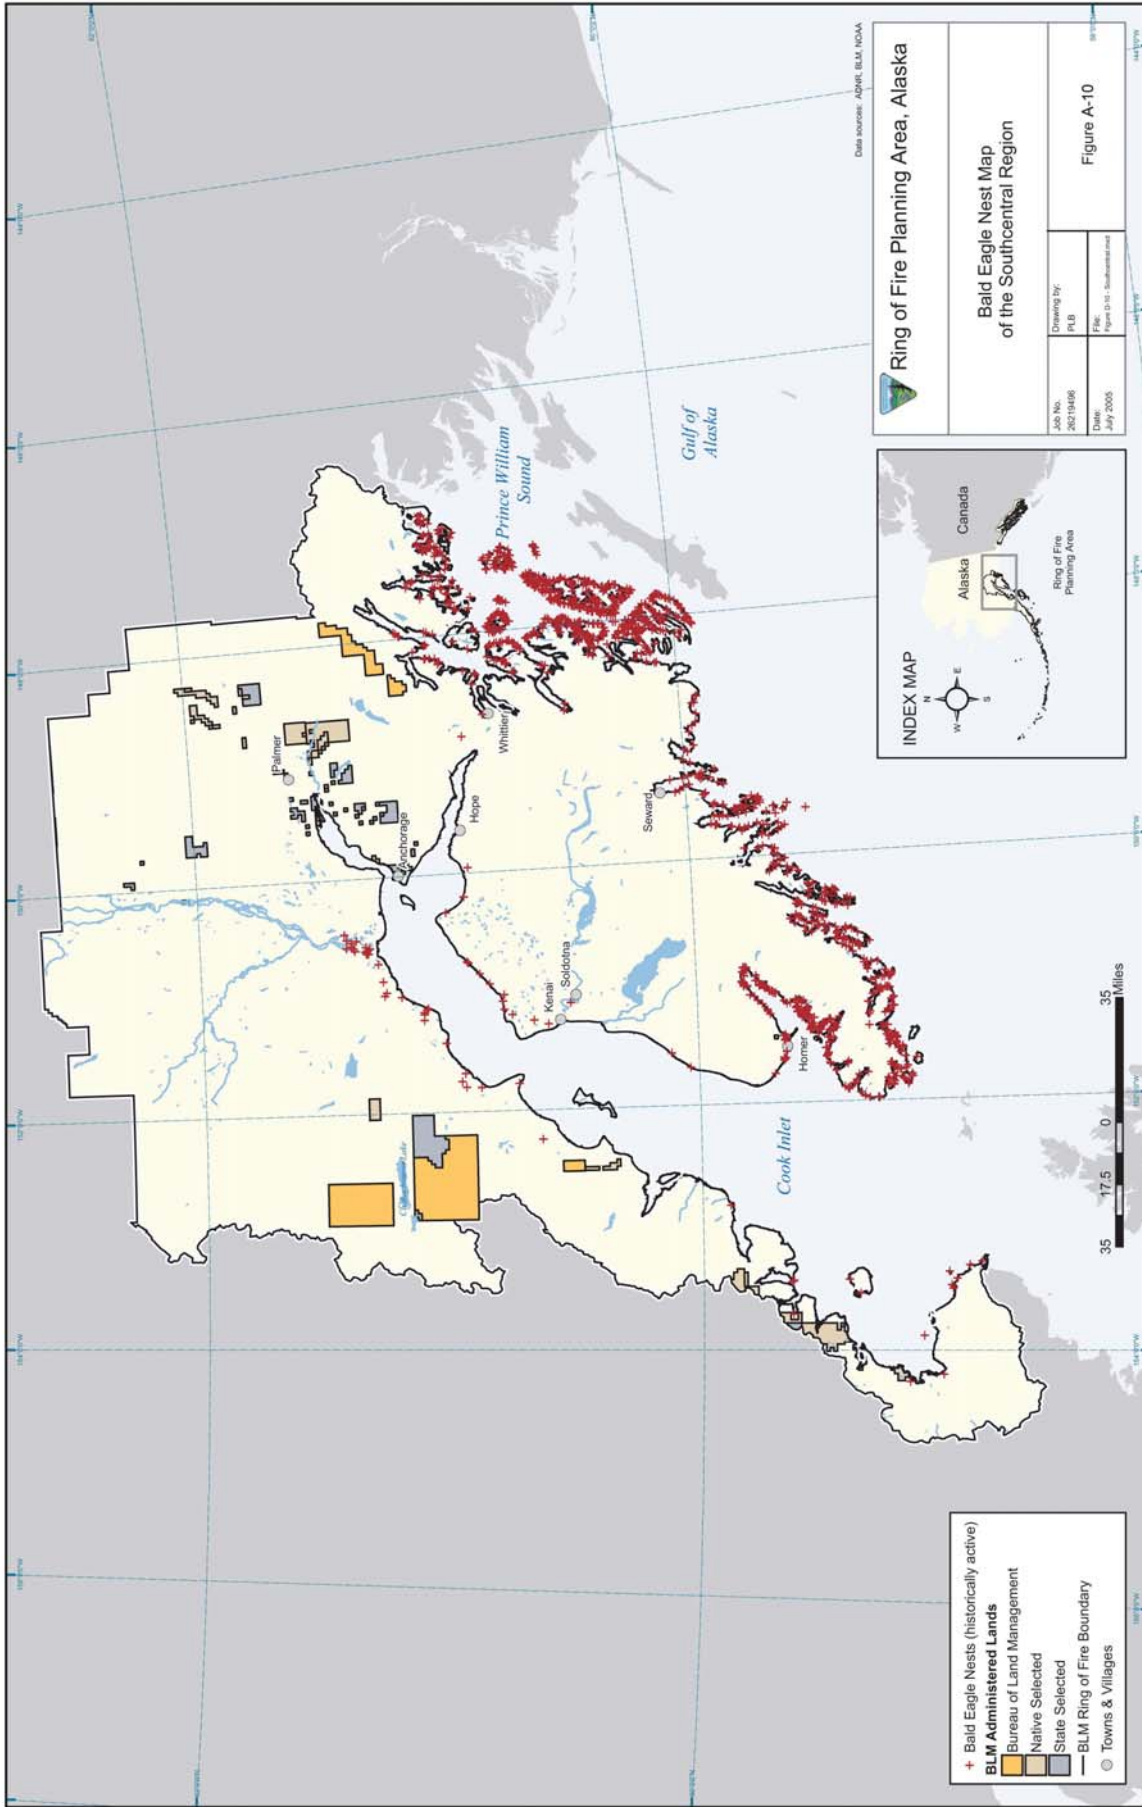 Data sources: ADNR, BLM, NOAA
Ring of Fire Planning Area, Alaska
Bald Eagle Nest Map
of the Southcentral Region
Job No.
26219496
Drawing by:
PLB
Date:
July 2005
File:
Figure A-10
INDEX MAP
N
W
E
S
Alaska
Canada
Ring of Fire
Planning Area
Bald Eagle Nests (historically active)
BLM Administered Lands
Bureau of Land Management
Native Selected
State Selected
BLM Ring of Fire Boundary
Towns & Villages
35
17.5
0
35
Miles
Palmer
Anchorage
Hope
Whittier
Seward
Kenai
Soldotna
Homer
Prince William
Sound
Gulf of
Alaska
Cook Inlet